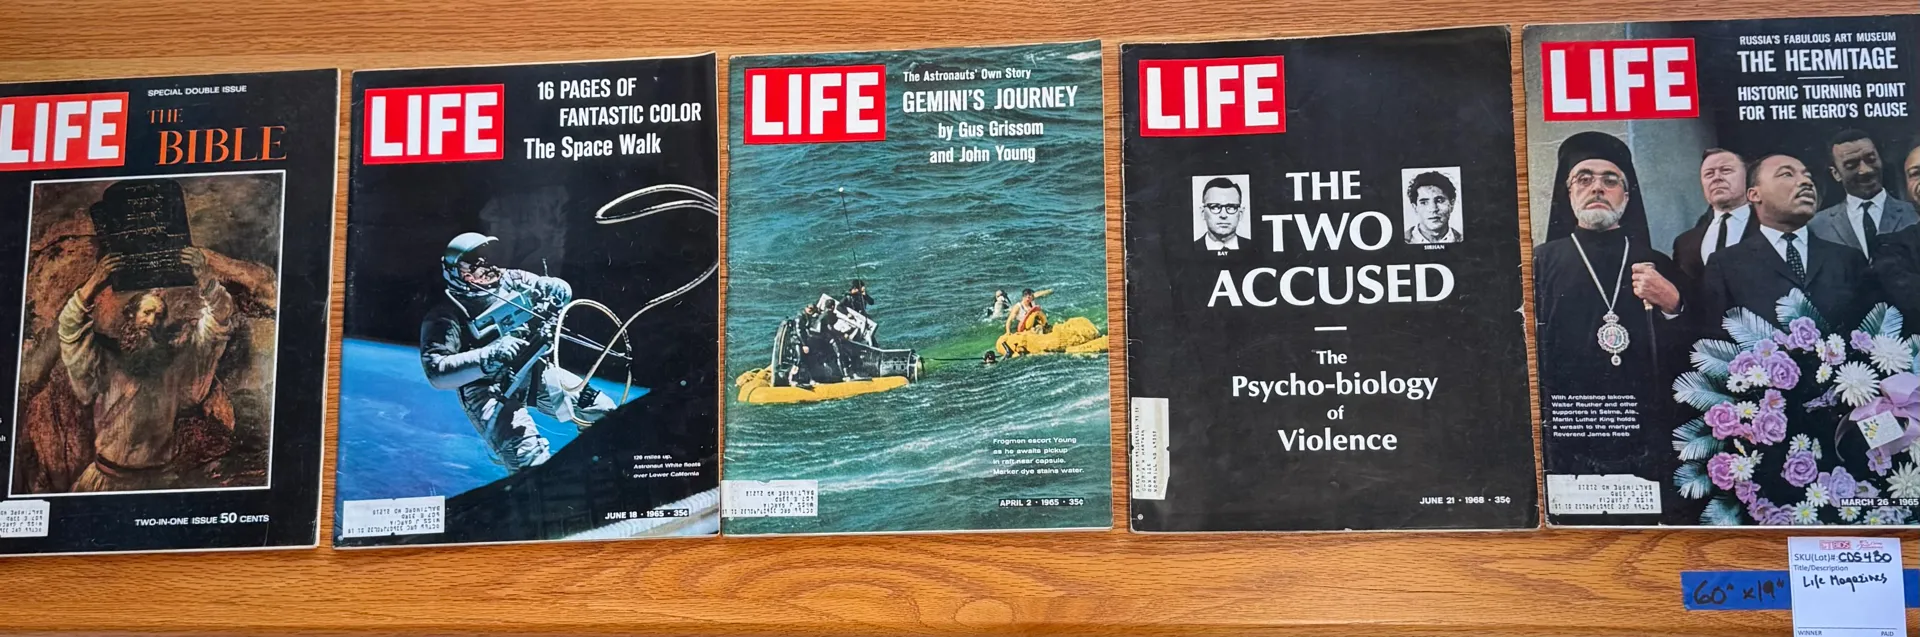 LIFE
SPECIAL DOUBLE ISSUE
THE
BIBLE
TWO-IN-ONE ISSUE 50 CENTS
LIFE
16 PAGES OF
FANTASTIC COLOR
The Space Walk
120 miles up,
Astronaut White floats
over Lower California
JUNE 18 · 1965 · 35¢
LIFE
The Astronauts' Own Story
GEMINI'S JOURNEY
by Gus Grissom
and John Young
Frogmen escort Young
as he awaits pickup
in raft near capsule.
Marker dye stains water.
APRIL 2 · 1965 · 35¢
LIFE
THE
TWO
ACCUSED
RAY
SIRHAN
The
Psycho-biology
of
Violence
JUNE 21 · 1968 · 35¢
LIFE
RUSSIA'S FABULOUS ART MUSEUM
THE HERMITAGE
HISTORIC TURNING POINT
FOR THE NEGRO'S CAUSE
With Archbishop Iakovos,
Walter Reuther and other
supporters in Selma, Ala.,
Martin Luther King holds
a wreath to the martyred
Reverend James Reeb
MARCH 26 · 1965
60" x 19"
SKU(Lot)# CDS430
Title/Description
Life Magazines
WINNER
PAID